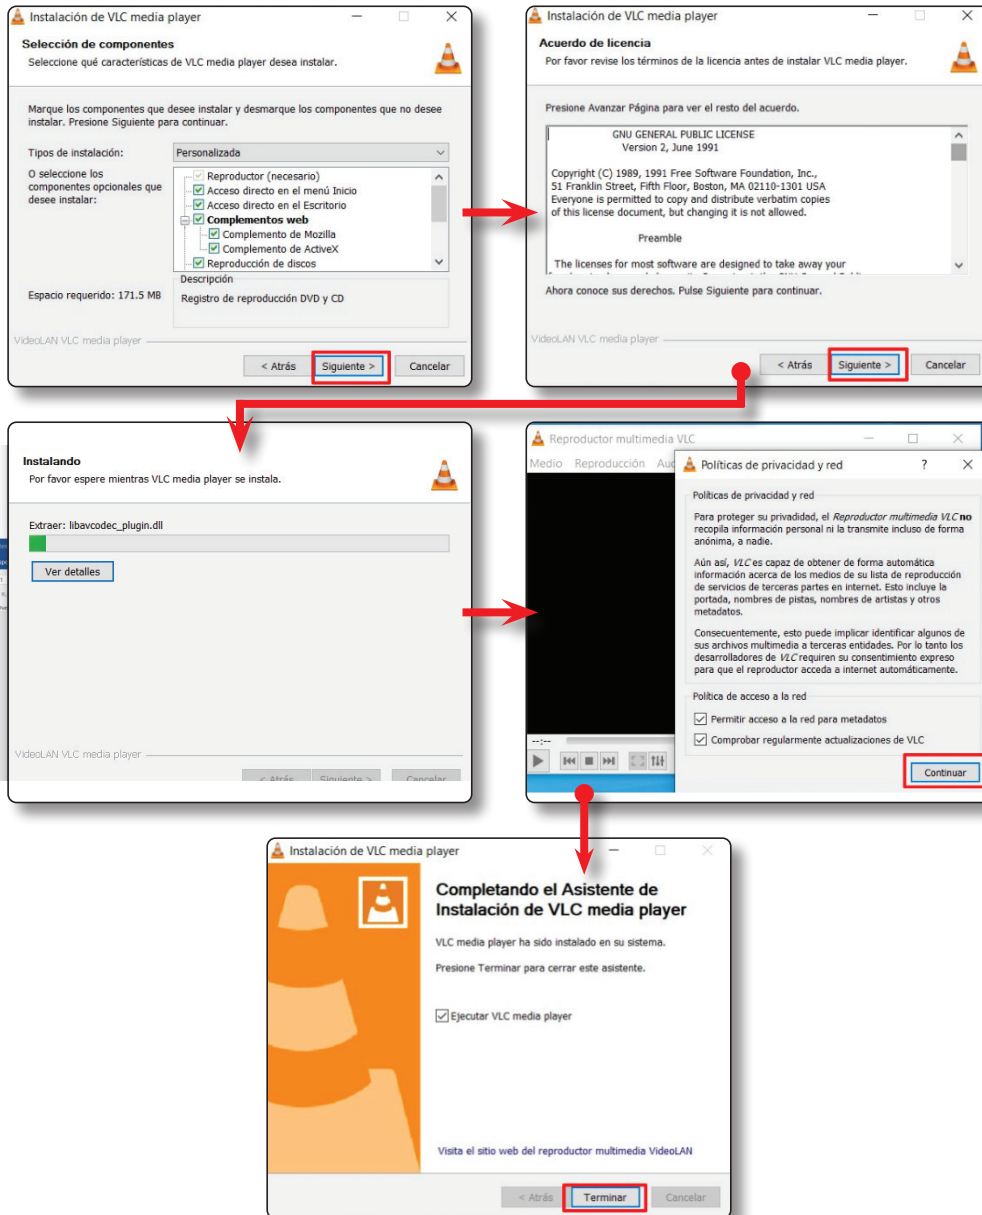 Instalación de VLC media player
Selección de componentes
Seleccione qué características de VLC media player desea instalar.
Marque los componentes que desee instalar y desmarque los componentes que no desee
instalar. Presione Siguiente para continuar.
Tipos de instalación:
Personalizada
O seleccione los
componentes opcionales que
desee instalar:
Reproductor (necesario)
Acceso directo en el menú Inicio
Acceso directo en el Escritorio
Complementos web
Complemento de Mozilla
Complemento de ActiveX
Reproducción de discos
Espacio requerido: 171.5 MB
Descripción
Registro de reproducción DVD y CD
VideoLAN VLC media player
< Atrás
Siguiente >
Cancelar
Instalación de VLC media player
Acuerdo de licencia
Por favor revise los términos de la licencia antes de instalar VLC media player.
Presione Avanzar Página para ver el resto del acuerdo.
GNU GENERAL PUBLIC LICENSE
Version 2, June 1991
Copyright (C) 1989, 1991 Free Software Foundation, Inc.,
51 Franklin Street, Fifth Floor, Boston, MA 02110-1301 USA
Everyone is permitted to copy and distribute verbatim copies
of this license document, but changing it is not allowed.
Preamble
The licenses for most software are designed to take away your
Ahora conoce sus derechos. Pulse Siguiente para continuar.
VideoLAN VLC media player
< Atrás
Siguiente >
Cancelar
Instalando
Por favor espere mientras VLC media player se instala.
Extraer: libavcodec_plugin.dll
Ver detalles
VideoLAN VLC media player
< Atrás
Siguiente >
Cancelar
Reproductor multimedia VLC
Medio Reproducción
Políticas de privacidad y red
?
Políticas de privacidad y red
Para proteger su privadidad, el Reproductor multimedia VLC no
recopila información personal ni la transmite incluso de forma
anónima, a nadie.
Aún así, VLC es capaz de obtener de forma automática
información acerca de los medios de su lista de reproducción
de servicios de terceras partes en internet. Esto incluye la
portada, nombres de pistas, nombres de artistas y otros
metadatos.
Consecuentemente, esto puede implicar identificar algunos de
sus archivos multimedia a terceras entidades. Por lo tanto los
desarrolladores de VLC requiren su consentimiento expreso
para que el reproductor acceda a internet automáticamente.
Política de acceso a la red
Permitir acceso a la red para metadatos
Comprobar regularmente actualizaciones de VLC
--:--
Continuar
Instalación de VLC media player
Completando el Asistente de
Instalación de VLC media player
VLC media player ha sido instalado en su sistema.
Presione Terminar para cerrar este asistente.
Ejecutar VLC media player
Visita el sitio web del reproductor multimedia VideoLAN
< Atrás
Terminar
Cancelar